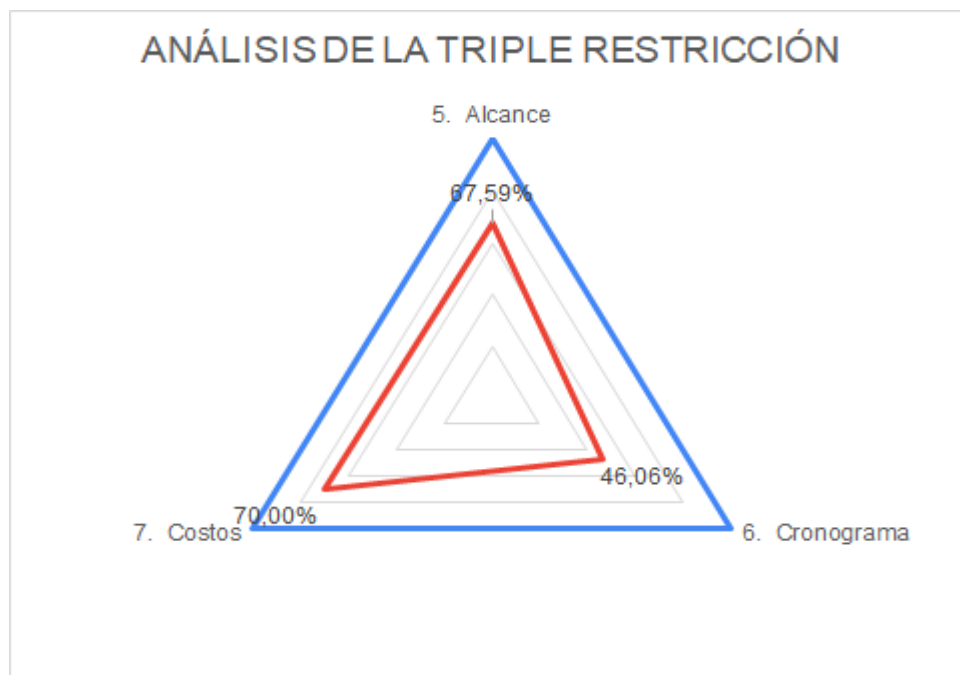 ANÁLISIS DE LA TRIPLE RESTRICCIÓN
5. Alcance
67,59%
46,06%
70,00%
7. Costos
6. Cronograma